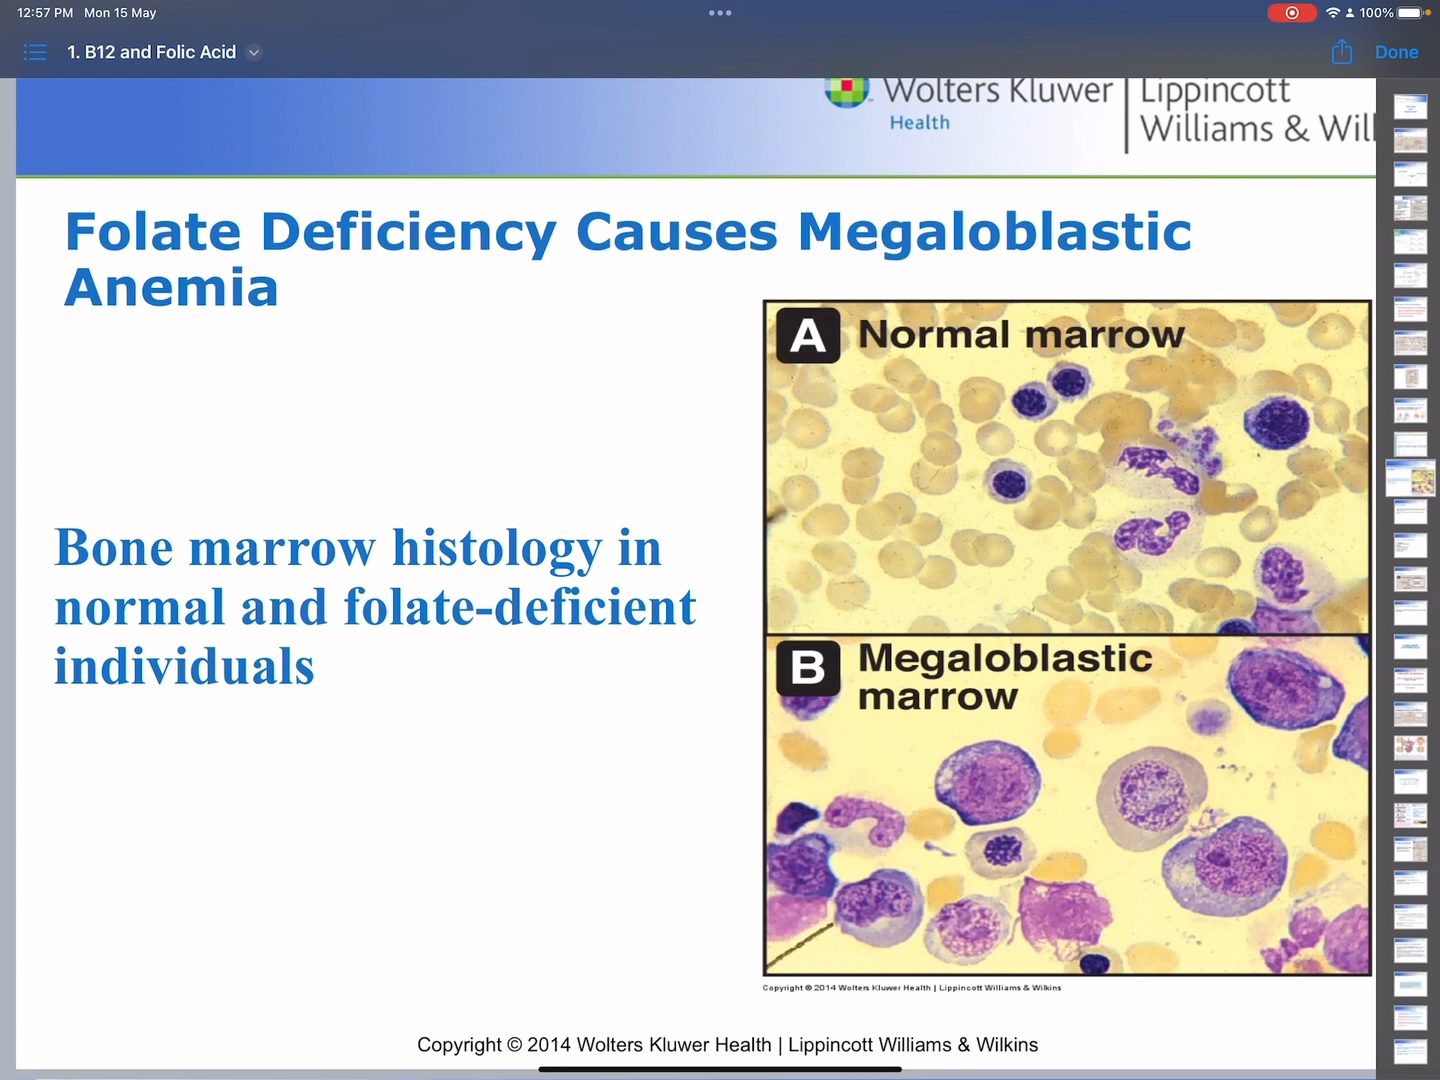 12:57 PM Mon 15 May
100%
1. B12 and Folic Acid
Done
Wolters Kluwer
Health
Lippincott
Williams & Wil
Folate Deficiency Causes Megaloblastic
Anemia
Bone marrow histology in
normal and folate-deficient
individuals
A Normal marrow
B Megaloblastic
marrow
Copyright © 2014 Wolters Kluwer Health | Lippincott Williams & Wilkins
Copyright © 2014 Wolters Kluwer Health | Lippincott Williams & Wilkins